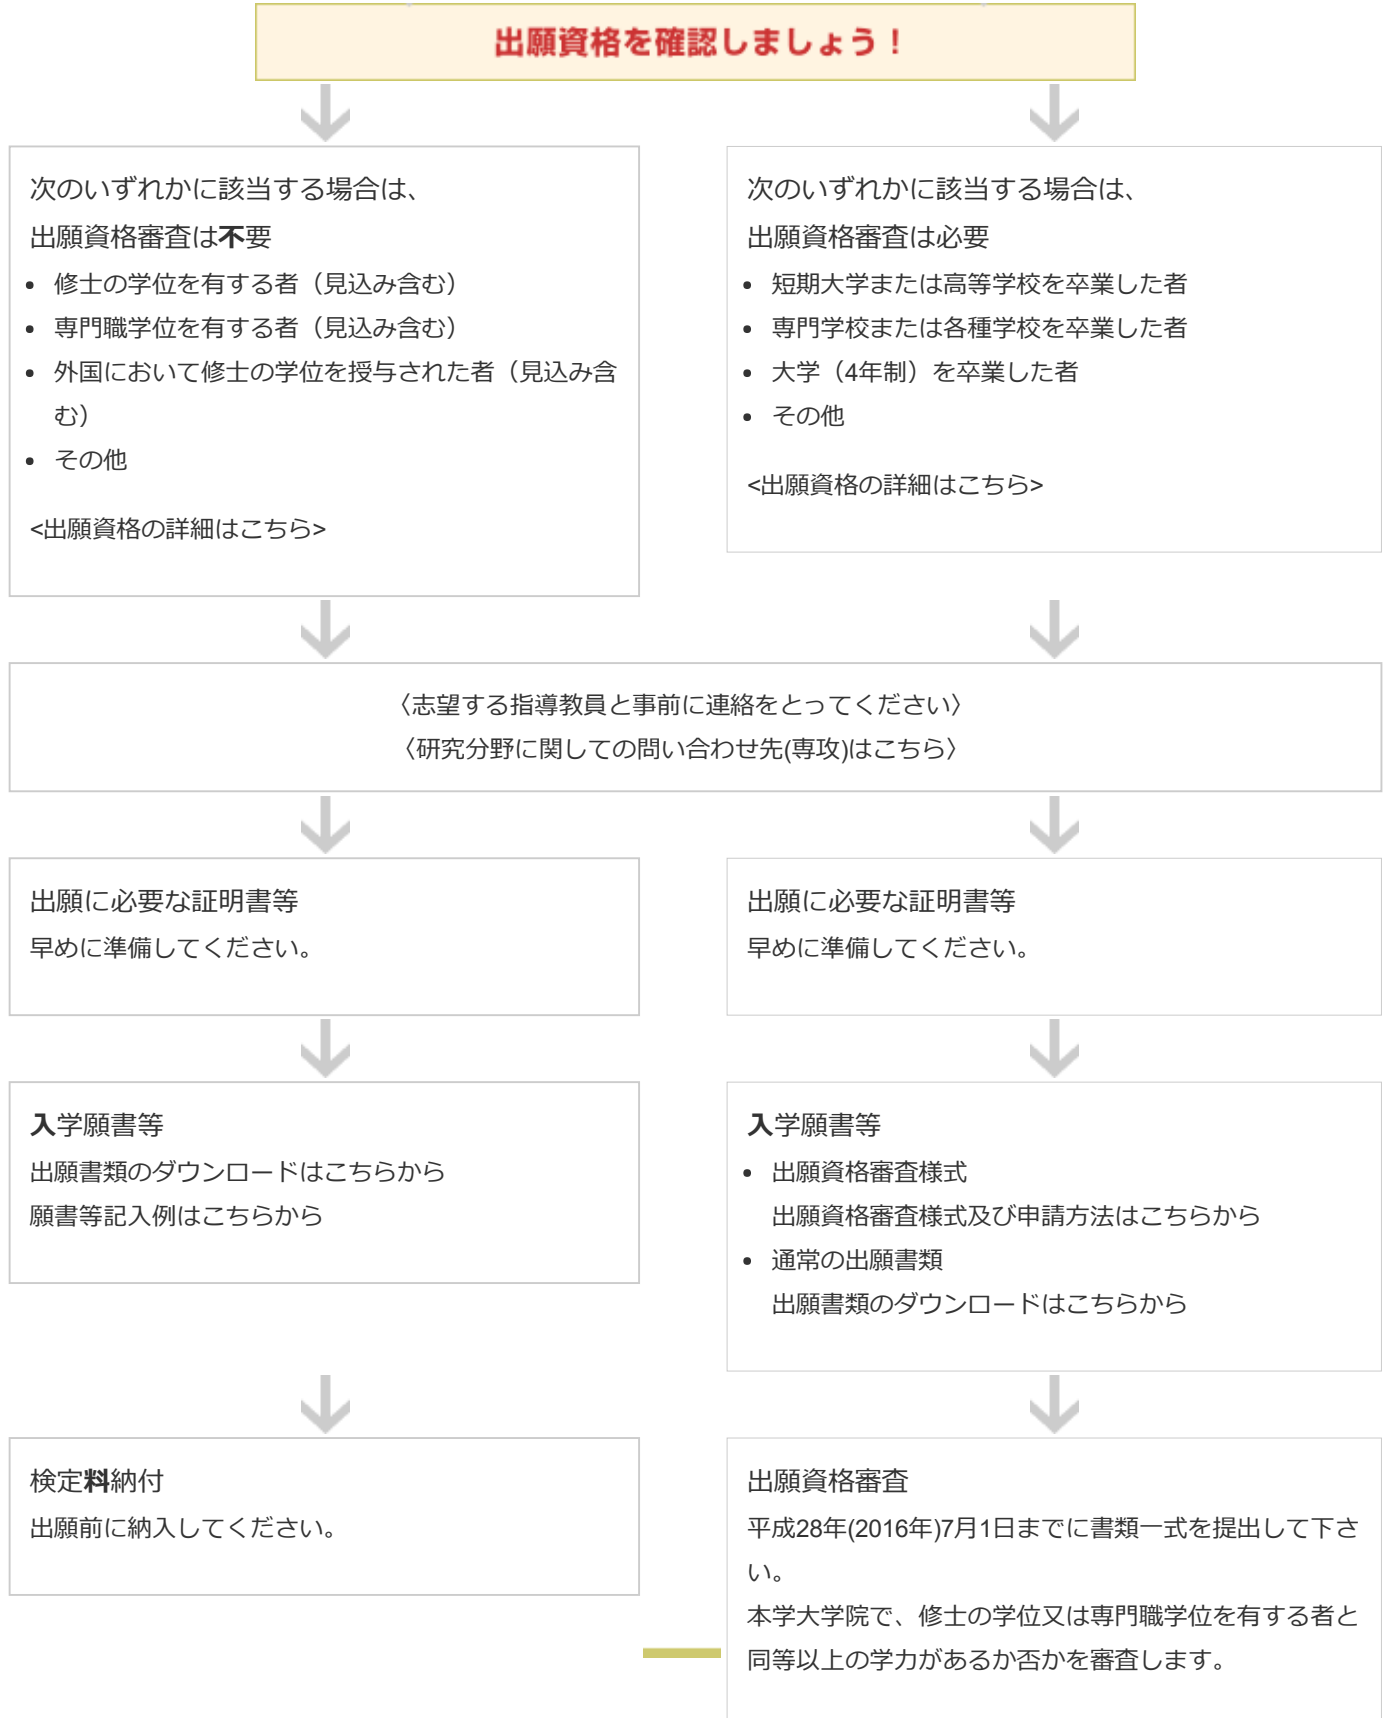 出願資格を確認しましょう！
次のいずれかに該当する場合は、
出願資格審査は不要
• 修士の学位を有する者（見込み含む）
• 専門職学位を有する者（見込み含む）
• 外国において修士の学位を授与された者（見込み含
む）
• その他
<出願資格の詳細はこちら>
次のいずれかに該当する場合は、
出願資格審査は必要
• 短期大学または高等学校を卒業した者
• 専門学校または各種学校を卒業した者
• 大学（4年制）を卒業した者
• その他
<出願資格の詳細はこちら>
〈志望する指導教員と事前に連絡をとってください〉
〈研究分野に関しての問い合わせ先(専攻)はこちら〉
出願に必要な証明書等
早めに準備してください。
出願に必要な証明書等
早めに準備してください。
入学願書等
出願書類のダウンロードはこちらから
願書等記入例はこちらから
入学願書等
• 出願資格審査様式
出願資格審査様式及び申請方法はこちらから
• 通常の出願書類
出願書類のダウンロードはこちらから
検定料納付
出願前に納入してください。
出願資格審査
平成28年(2016年)7月1日までに書類一式を提出して下さ
い。
本学大学院で、修士の学位又は専門職学位を有する者と
同等以上の学力があるか否かを審査します。